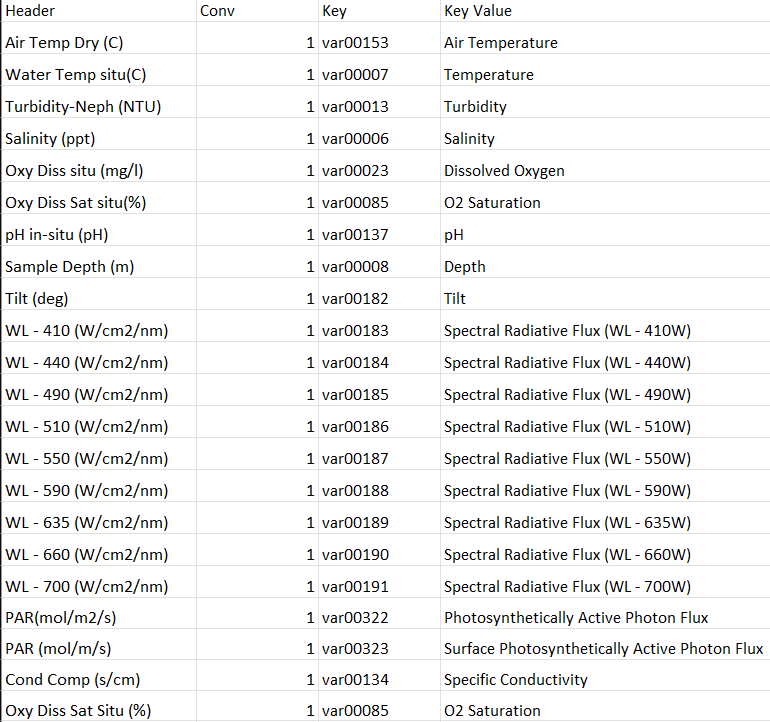 Header Conv Key Key Value
Air Temp Dry (C) 1 var00153 Air Temperature
Water Temp situ(C) 1 var00007 Temperature
Turbidity-Neph (NTU) 1 var00013 Turbidity
Salinity (ppt) 1 var00006 Salinity
Oxy Diss situ (mg/l) 1 var00023 Dissolved Oxygen
Oxy Diss Sat situ(%) 1 var00085 O2 Saturation
pH in-situ (pH) 1 var00137 pH
Sample Depth (m) 1 var00008 Depth
Tilt (deg) 1 var00182 Tilt
WL - 410 (W/cm2/nm) 1 var00183 Spectral Radiative Flux (WL - 410W)
WL - 440 (W/cm2/nm) 1 var00184 Spectral Radiative Flux (WL - 440W)
WL - 490 (W/cm2/nm) 1 var00185 Spectral Radiative Flux (WL - 490W)
WL - 510 (W/cm2/nm) 1 var00186 Spectral Radiative Flux (WL - 510W)
WL - 550 (W/cm2/nm) 1 var00187 Spectral Radiative Flux (WL - 550W)
WL - 590 (W/cm2/nm) 1 var00188 Spectral Radiative Flux (WL - 590W)
WL - 635 (W/cm2/nm) 1 var00189 Spectral Radiative Flux (WL - 635W)
WL - 660 (W/cm2/nm) 1 var00190 Spectral Radiative Flux (WL - 660W)
WL - 700 (W/cm2/nm) 1 var00191 Spectral Radiative Flux (WL - 700W)
PAR(mol/m2/s) 1 var00322 Photosynthetically Active Photon Flux
PAR (mol/m/s) 1 var00323 Surface Photosynthetically Active Photon Flux
Cond Comp (s/cm) 1 var00134 Specific Conductivity
Oxy Diss Sat Situ (%) 1 var00085 O2 Saturation